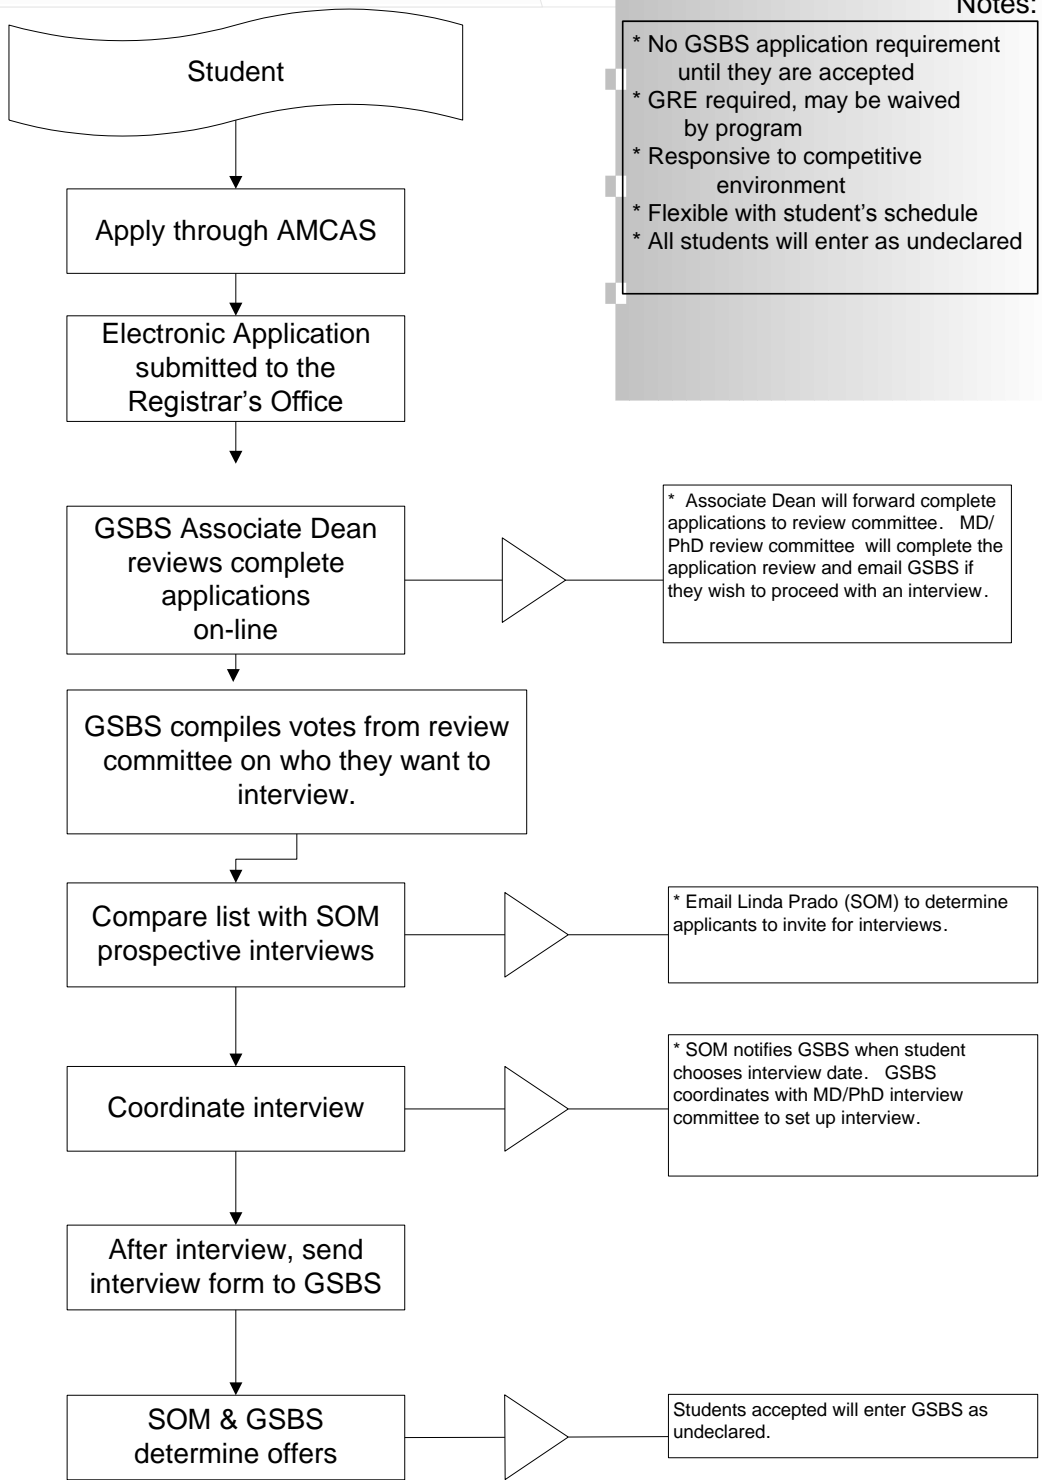 Notes:
* No GSBS application requirement
until they are accepted
* GRE required, may be waived
by program
* Responsive to competitive
environment
* Flexible with student's schedule
* All students will enter as undeclared
Student
Apply through AMCAS
Electronic Application
submitted to the
Registrar's Office
GSBS Associate Dean
reviews complete
applications
on-line
* Associate Dean will forward complete
applications to review committee. MD/
PhD review committee will complete the
application review and email GSBS if
they wish to proceed with an interview.
GSBS compiles votes from review
committee on who they want to
interview.
Compare list with SOM
prospective interviews
* Email Linda Prado (SOM) to determine
applicants to invite for interviews.
Coordinate interview
* SOM notifies GSBS when student
chooses interview date. GSBS
coordinates with MD/PhD interview
committee to set up interview.
After interview, send
interview form to GSBS
SOM & GSBS
determine offers
Students accepted will enter GSBS as
undeclared.